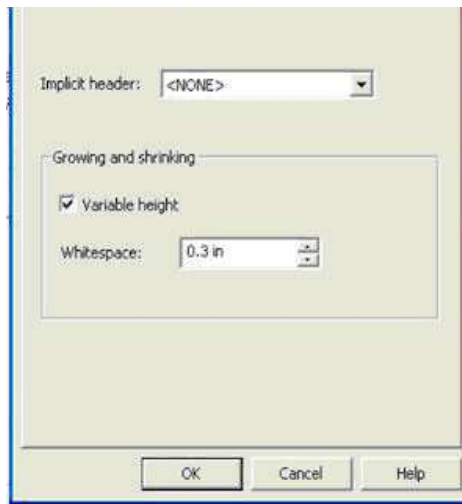 Implicit header: <NONE>
Growing and shrinking
Variable height
Whitespace: 0.3 in
OK Cancel Help